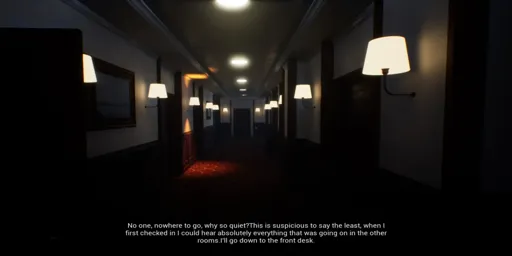 No one, nowhere to go, why so quiet?This is suspicious to say the least, when I
first checked in I could hear absolutely everything that was going on in the other
rooms.I'll go down to the front desk.